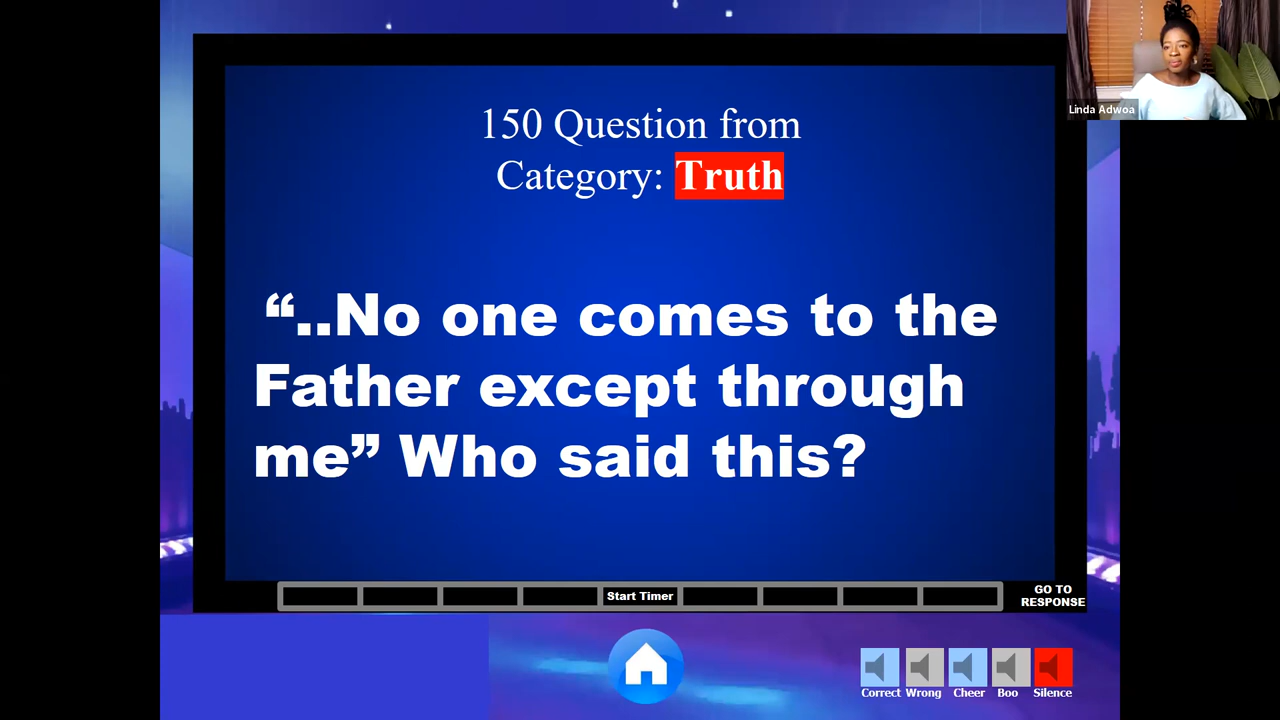 150 Question from
Category: Truth
“..No one comes to the
Father except through
me” Who said this?
Start Timer
GO TO
RESPONSE
Correct Wrong Cheer Boo Silence
Linda Adwoa